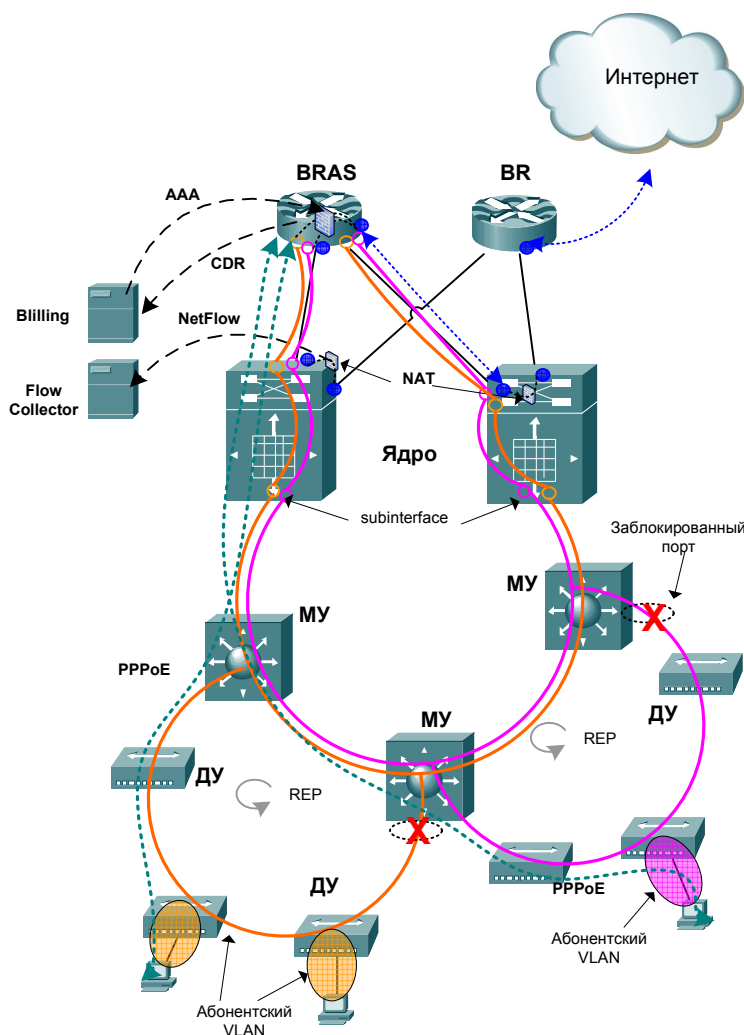 Интернет
BRAS
BR
AAA
CDR
Blilling
NetFlow
Flow
Collector
NAT
Ядро
subinterface
Заблокированный
порт
МУ
МУ
X
PPPoE
МУ
ДУ
ДУ
REP
REP
X
ДУ
PPPoE
Абонентский
VLAN
Абонентский
VLAN